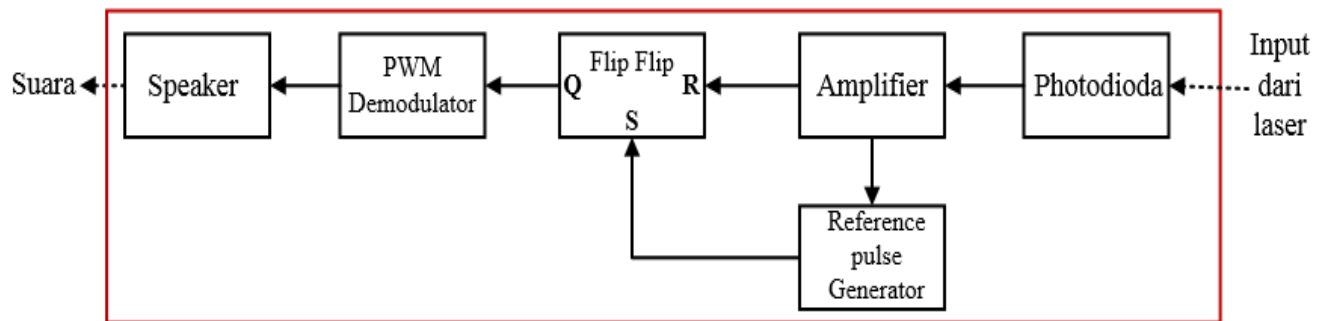 Suara
Speaker
PWM
Demodulator
Flip Flip
Q
R
S
Amplifier
Photodioda
Input
dari
laser
Reference
pulse
Generator